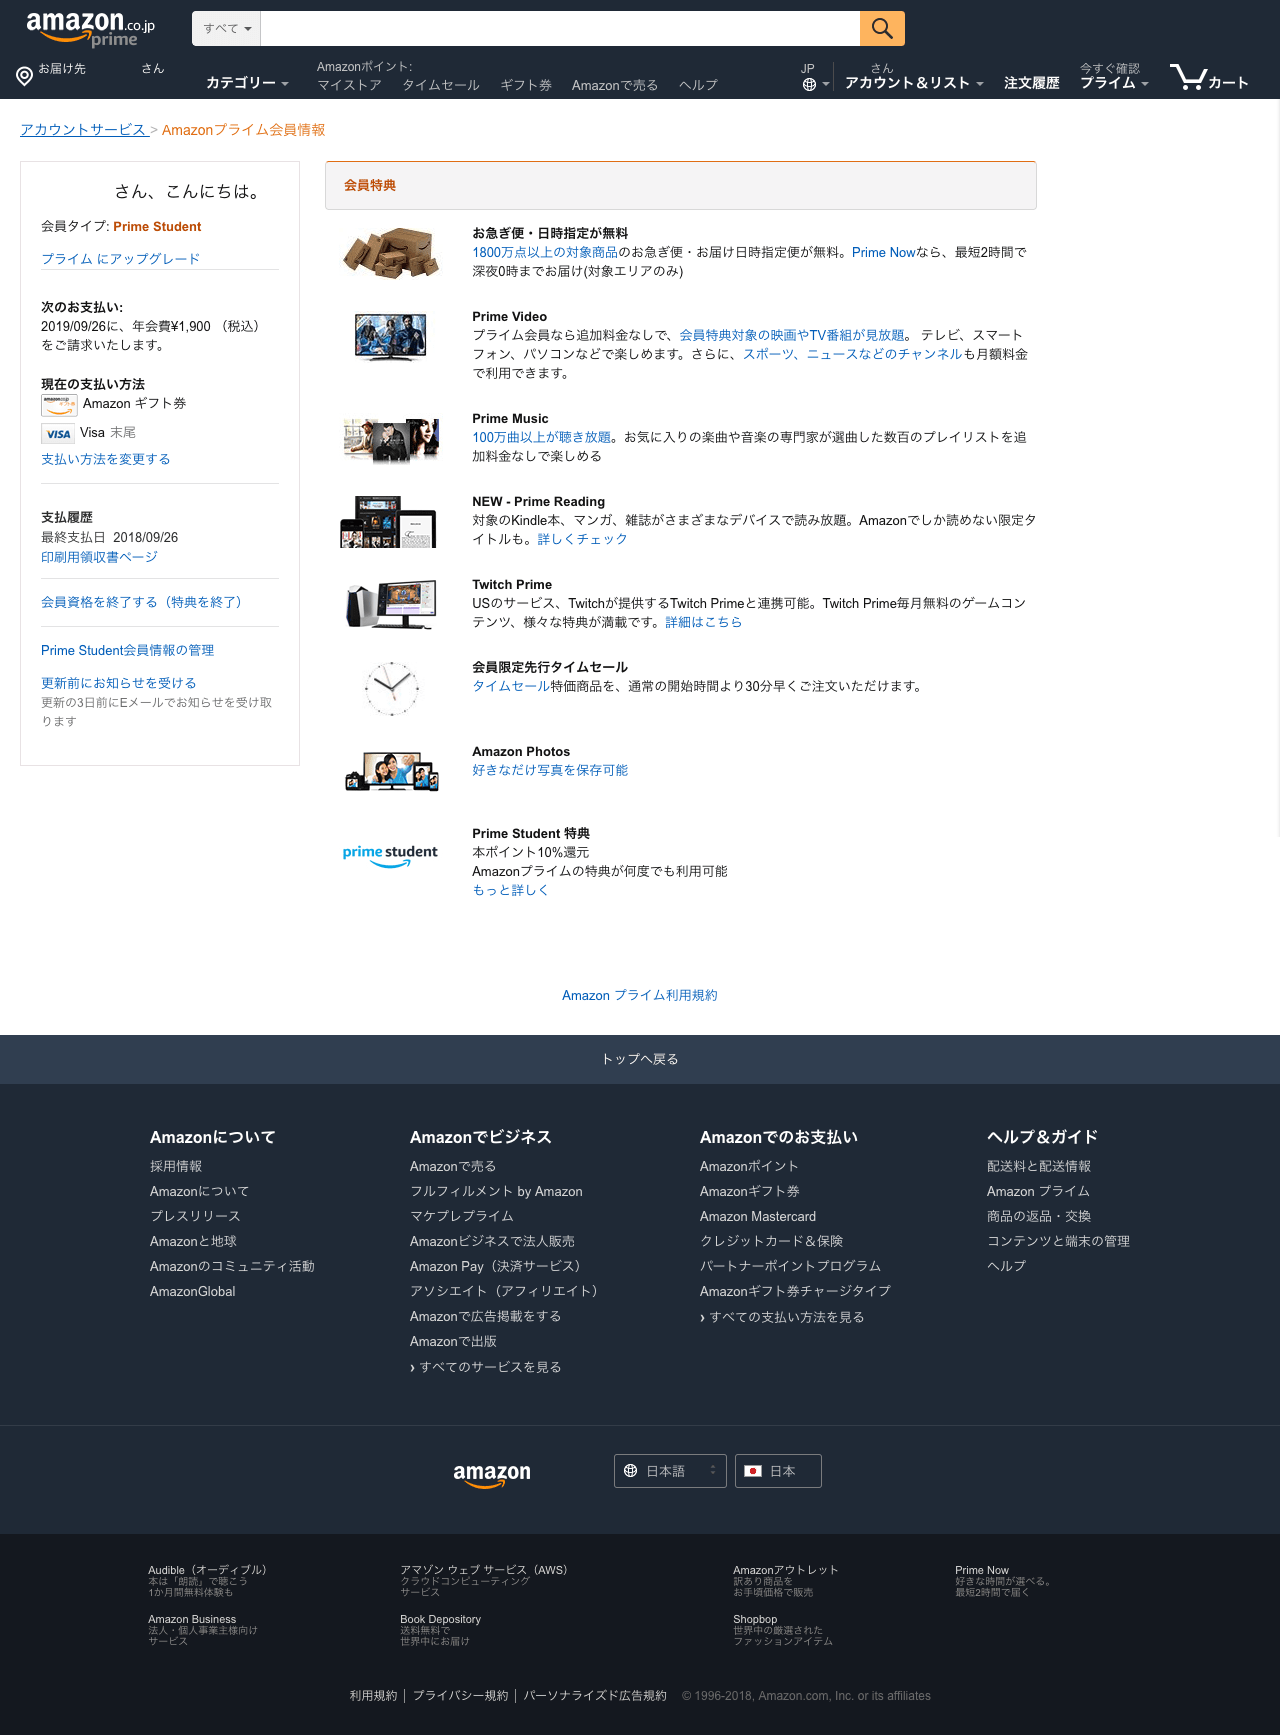 amazon.co.jp
prime
すべて
お届け先 さん
カテゴリー
Amazonポイント:
マイストア タイムセール ギフト券 Amazonで売る ヘルプ
JP
さん
アカウント＆リスト
注文履歴
今すぐ確認
プライム
カート
アカウントサービス > Amazonプライム会員情報
さん、こんにちは。
会員タイプ: Prime Student
プライム にアップグレード
次のお支払い:
2019/09/26に、年会費¥1,900 （税込）
をご請求いたします。
現在の支払い方法
Amazon ギフト券
VISA Visa 末尾
支払い方法を変更する
支払履歴
最終支払日 2018/09/26
印刷用領収書ページ
会員資格を終了する（特典を終了）
Prime Student会員情報の管理
更新前にお知らせを受ける
更新の3日前にEメールでお知らせを受け取
ります
会員特典
お急ぎ便・日時指定が無料
1800万点以上の対象商品のお急ぎ便・お届け日時指定便が無料。Prime Nowなら、最短2時間で
深夜0時までお届け(対象エリアのみ)
Prime Video
プライム会員なら追加料金なしで、会員特典対象の映画やTV番組が見放題。 テレビ、スマート
フォン、パソコンなどで楽しめます。さらに、スポーツ、ニュースなどのチャンネルも月額料金
で利用できます。
Prime Music
100万曲以上が聴き放題。お気に入りの楽曲や音楽の専門家が選曲した数百のプレイリストを追
加料金なしで楽しめる
NEW - Prime Reading
対象のKindle本、マンガ、雑誌がさまざまなデバイスで読み放題。Amazonでしか読めない限定タ
イトルも。詳しくチェック
Twitch Prime
USのサービス、Twitchが提供するTwitch Primeと連携可能。Twitch Prime毎月無料のゲームコン
テンツ、様々な特典が満載です。詳細はこちら
会員限定先行タイムセール
タイムセール特価商品を、通常の開始時間より30分早くご注文いただけます。
Amazon Photos
好きなだけ写真を保存可能
prime student
Prime Student 特典
本ポイント10%還元
Amazonプライムの特典が何度でも利用可能
もっと詳しく
Amazon プライム利用規約
トップへ戻る
Amazonについて
採用情報
Amazonについて
プレスリリース
Amazonと地球
Amazonのコミュニティ活動
AmazonGlobal
Amazonでビジネス
Amazonで売る
フルフィルメント by Amazon
マケプレプライム
Amazonビジネスで法人販売
Amazon Pay（決済サービス）
アソシエイト（アフィリエイト）
Amazonで広告掲載をする
Amazonで出版
› すべてのサービスを見る
Amazonでのお支払い
Amazonポイント
Amazonギフト券
Amazon Mastercard
クレジットカード＆保険
パートナーポイントプログラム
Amazonギフト券チャージタイプ
› すべての支払い方法を見る
ヘルプ＆ガイド
配送料と配送情報
Amazon プライム
商品の返品・交換
コンテンツと端末の管理
ヘルプ
amazon
日本語
日本
Audible（オーディブル）
本は「朗読」で聴こう
1か月間無料体験も
アマゾン ウェブ サービス（AWS）
クラウドコンピューティング
サービス
Amazonアウトレット
訳あり商品を
お手頃価格で販売
Prime Now
好きな時間が選べる。
最短2時間で届く
Amazon Business
法人・個人事業主様向け
サービス
Book Depository
送料無料で
世界中にお届け
Shopbop
世界中の厳選された
ファッションアイテム
利用規約 | プライバシー規約 | パーソナライズド広告規約 © 1996-2018, Amazon.com, Inc. or its affiliates